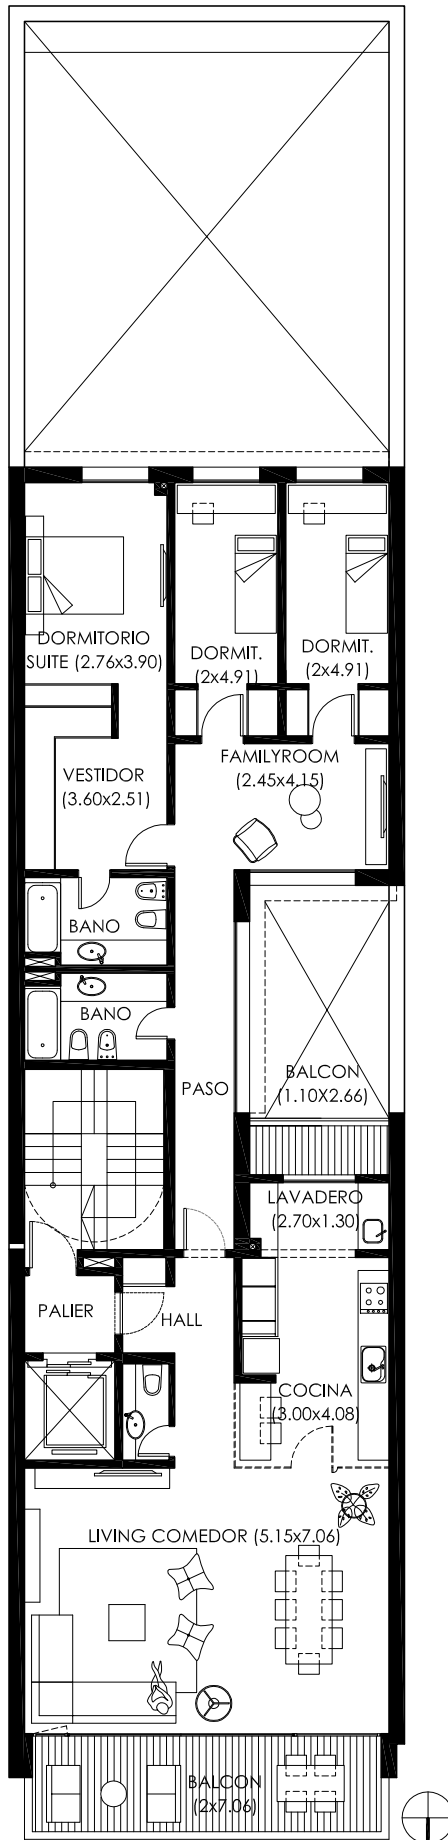 DORMITORIO
SUITE (2.76x3.90)
DORMIT.
(2x4.91)
DORMIT.
(2x4.91)
FAMILYROOM
(2.45x4.15)
VESTIDOR
(3.60x2.51)
BANO
BANO
BALCON
(1.10X2.66)
PASO
LAVADERO
(2.70x1.30)
PALIER
HALL
COCINA
(3.00x4.08)
LIVING COMEDOR (5.15x7.06)
BALCON
(2x7.06)